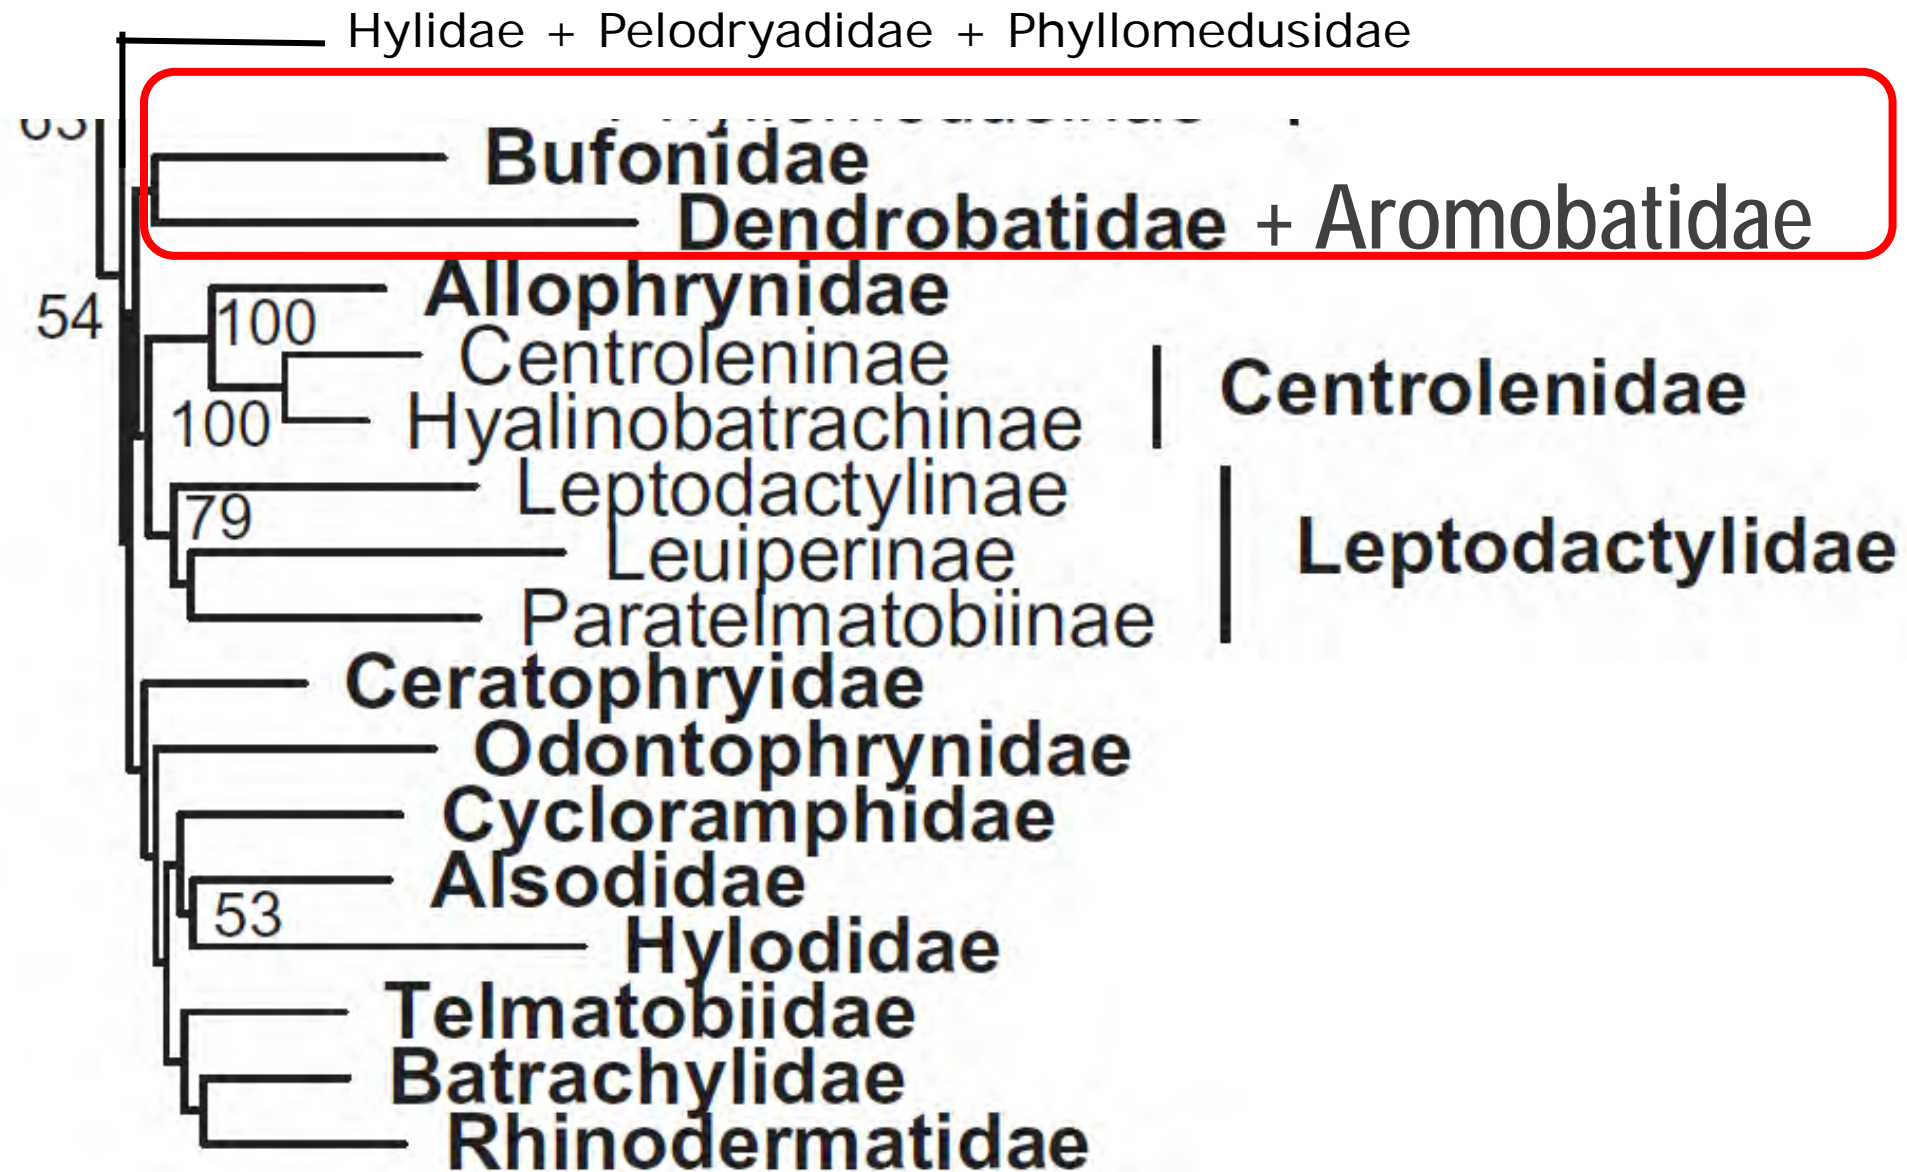 Hylidae + Pelodryadidae + Phyllomedusidae
Bufonidae
Dendrobatidae + Aromobatidae
Allophrynidae
54
100
Centroleninae
Centrolenidae
100
Hyalinobatrachinae
Leptodactylinae
79
Leuiperinae
Leptodactylidae
Paratelmatobiinae
Ceratophryidae
Odontophrynidae
Cycloramphidae
Alsodidae
53
Hylodidae
Telmatobiidae
Batrachylidae
Rhinodermatidae